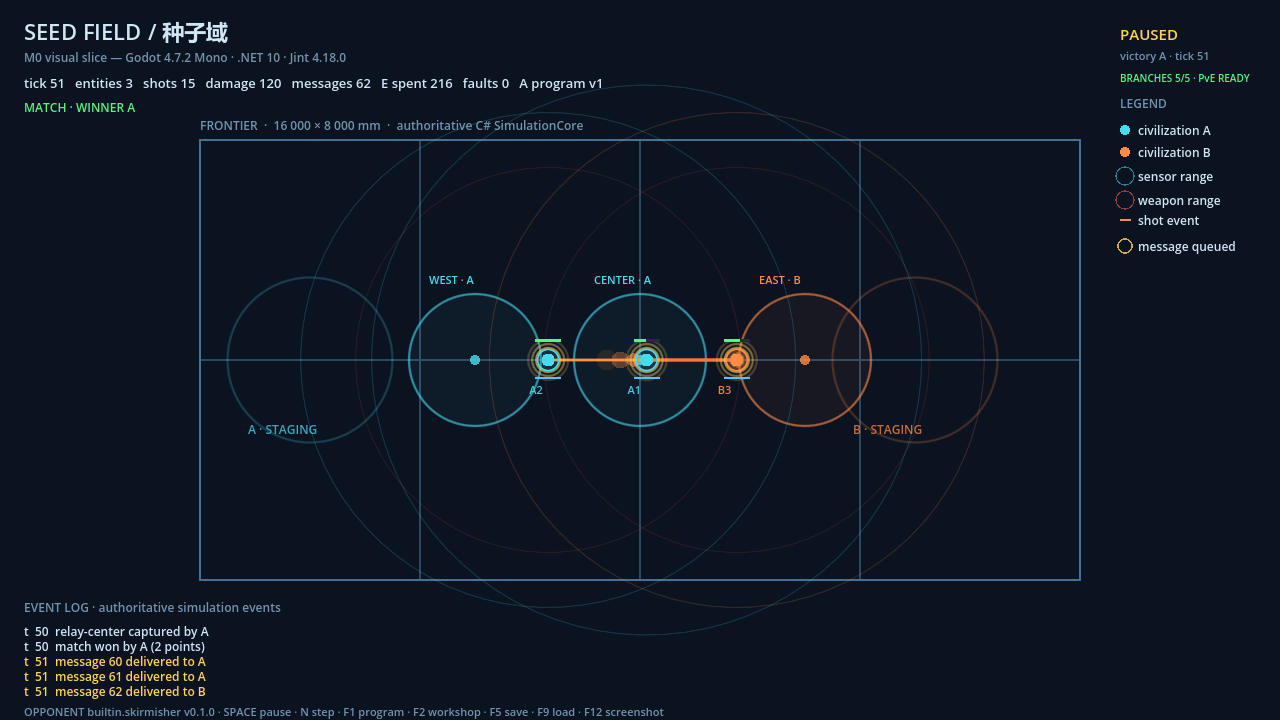 SEED FIELD / 种子域
M0 visual slice — Godot 4.7.2 Mono · .NET 10 · Jint 4.18.0
tick 51 entities 3 shots 15 damage 120 messages 62 E spent 216 faults 0 A program v1
MATCH · WINNER A
FRONTIER · 16 000 × 8 000 mm · authoritative C# SimulationCore
PAUSED
victory A · tick 51
BRANCHES 5/5 · PvE READY
LEGEND
civilization A
civilization B
sensor range
weapon range
shot event
message queued
WEST · A
CENTER · A
EAST · B
A2
A1
B3
A · STAGING
B · STAGING
EVENT LOG · authoritative simulation events
t 50 relay-center captured by A
t 50 match won by A (2 points)
t 51 message 60 delivered to A
t 51 message 61 delivered to A
t 51 message 62 delivered to B
OPPONENT builtin.skirmisher v0.1.0 · SPACE pause · N step · F1 program · F2 workshop · F5 save · F9 load · F12 screenshot